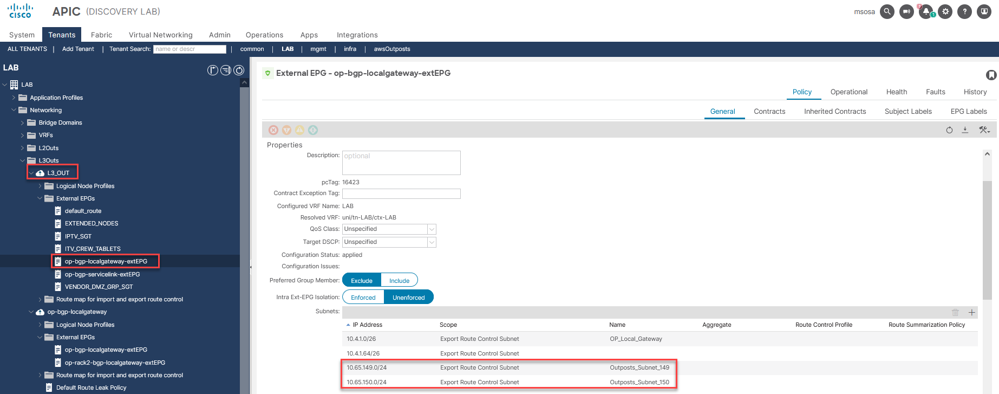 CISCO
APIC (DISCOVERY LAB)
msosa
1
1
System Tenants Fabric Virtual Networking Admin Operations Apps Integrations
ALL TENANTS | Add Tenant | Tenant Search: name or descr | common | LAB | mgmt | infra | awsOutposts
LAB
LAB
Application Profiles
Networking
Bridge Domains
VRFs
L2Outs
L3Outs
L3_OUT
Logical Node Profiles
External EPGs
default_route
EXTENDED_NODES
IPTV_SGT
ITV_CREW_TABLETS
op-bgp-localgateway-extEPG
op-bgp-servicelink-extEPG
VENDOR_DMZ_GRP_SGT
Route map for import and export route control
op-bgp-localgateway
Logical Node Profiles
External EPGs
op-bgp-localgateway-extEPG
op-rack2-bgp-localgateway-extEPG
Route map for import and export route control
Default Route Leak Policy
External EPG - op-bgp-localgateway-extEPG
Policy Operational Health Faults History
General Contracts Inherited Contracts Subject Labels EPG Labels
Properties
Description: optional
pcTag: 16423
Contract Exception Tag:
Configured VRF Name: LAB
Resolved VRF: uni/tn-LAB/ctx-LAB
QoS Class: Unspecified
Target DSCP: Unspecified
Configuration Status: applied
Configuration Issues:
Preferred Group Member: Exclude Include
Intra Ext-EPG Isolation: Enforced Unenforced
Subnets:
IP Address Scope Name Aggregate Route Control Profile Route Summarization Policy
10.4.1.0/26 Export Route Control Subnet OP_Local_Gateway
10.4.1.64/26 Export Route Control Subnet
10.65.149.0/24 Export Route Control Subnet Outposts_Subnet_149
10.65.150.0/24 Export Route Control Subnet Outposts_Subnet_150